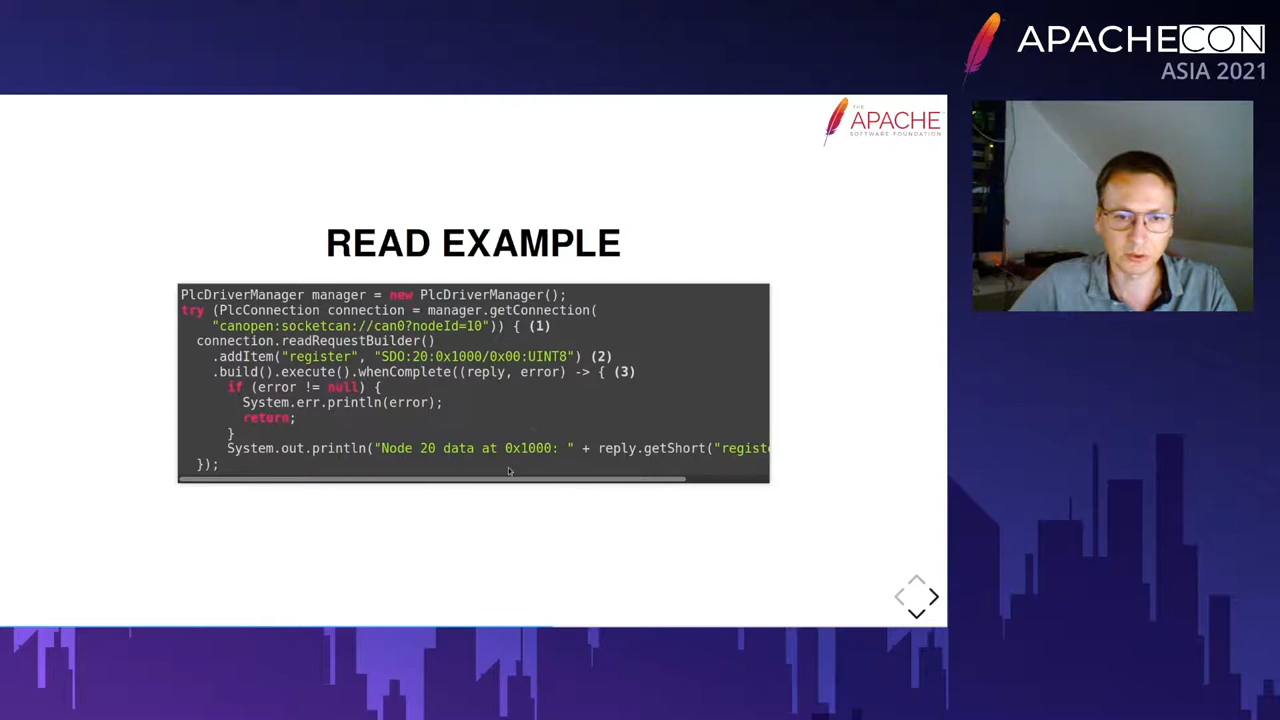 APACHECON
ASIA 2021
THE
APACHE
SOFTWARE FOUNDATION
READ EXAMPLE
PlcDriverManager manager = new PlcDriverManager();
try (PlcConnection connection = manager.getConnection(
"canopen:socketcan://can0?nodeId=10")) { (1)
connection.readRequestBuilder()
.addItem("register", "SDO:20:0x1000/0x00:UINT8") (2)
.build().execute().whenComplete((reply, error) -> { (3)
if (error != null) {
System.err.println(error);
return;
}
System.out.println("Node 20 data at 0x1000: " + reply.getShort("registe
});